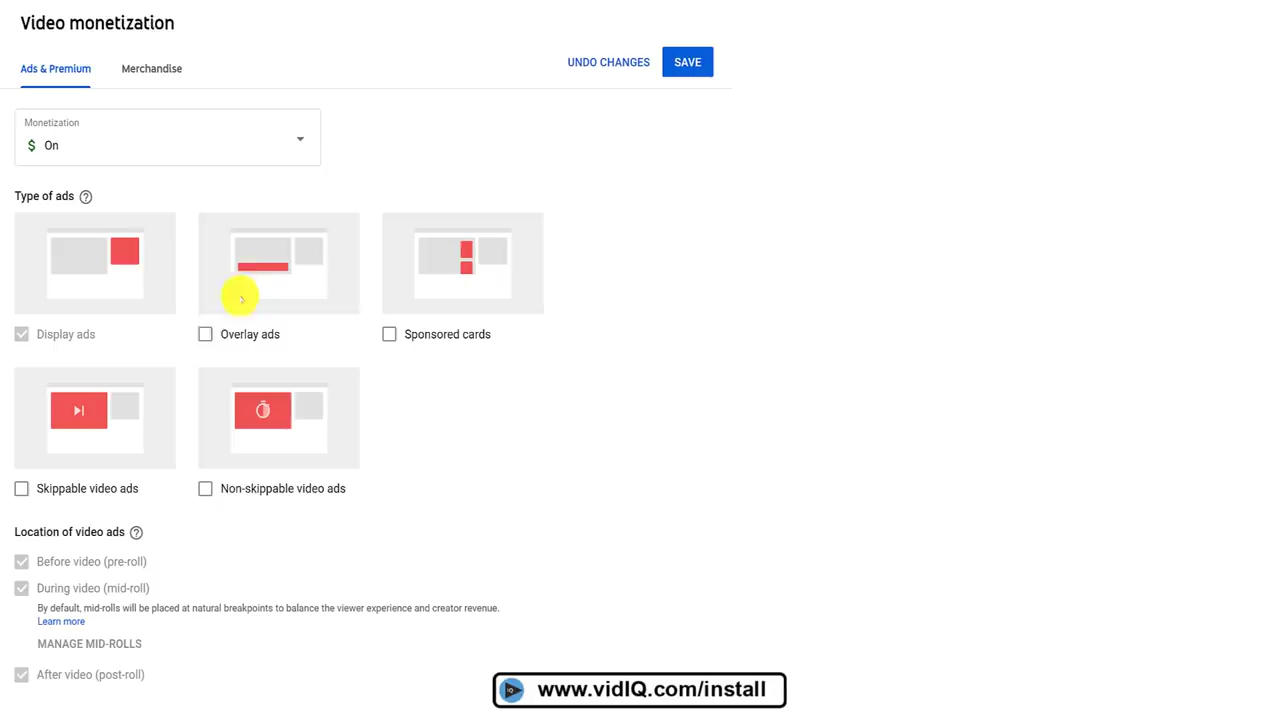 Video monetization
Ads & Premium
Merchandise
UNDO CHANGES
SAVE
Monetization
$ On
Type of ads ?
Display ads
Overlay ads
Sponsored cards
Skippable video ads
Non-skippable video ads
Location of video ads ?
Before video (pre-roll)
During video (mid-roll)
By default, mid-rolls will be placed at natural breakpoints to balance the viewer experience and creator revenue.
Learn more
MANAGE MID-ROLLS
After video (post-roll)
IQ www.vidIQ.com/install